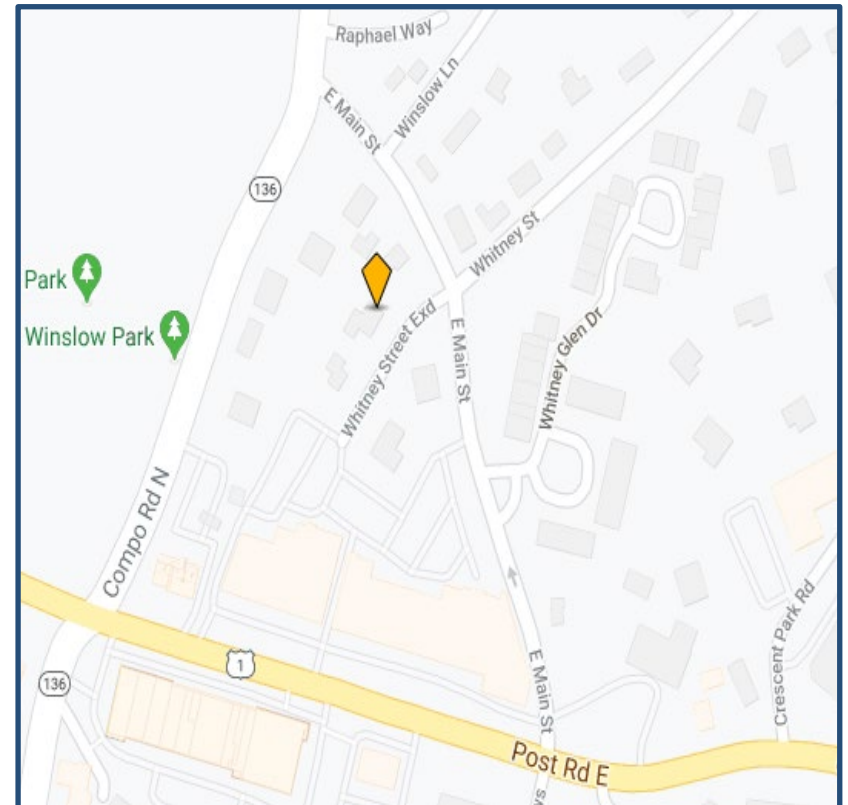 Raphael Way
Winslow Ln
E Main St
136
Whitney St
Park
Winslow Park
Whitney Street Exd
E Main St
Whitney Glen Dr
Compo Rd N
Crescent Park Rd
1
E Main St
136
Post Rd E